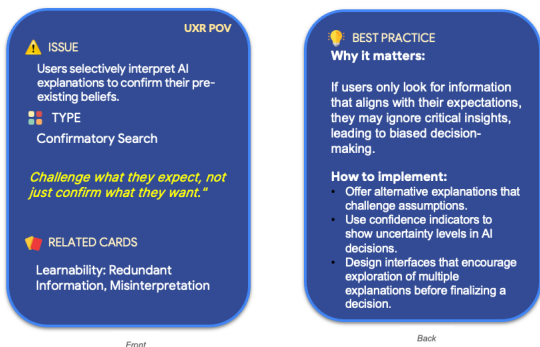 UXR POV
ISSUE
Users selectively interpret AI
explanations to confirm their pre-
existing beliefs.
TYPE
Confirmatory Search
Challenge what they expect, not
just confirm what they want."
RELATED CARDS
Learnability: Redundant
Information, Misinterpretation
Front
BEST PRACTICE
Why it matters:
If users only look for information
that aligns with their expectations,
they may ignore critical insights,
leading to biased decision-
making.
How to implement:
• Offer alternative explanations that
challenge assumptions.
• Use confidence indicators to
show uncertainty levels in AI
decisions.
• Design interfaces that encourage
exploration of multiple
explanations before finalizing a
decision.
Back